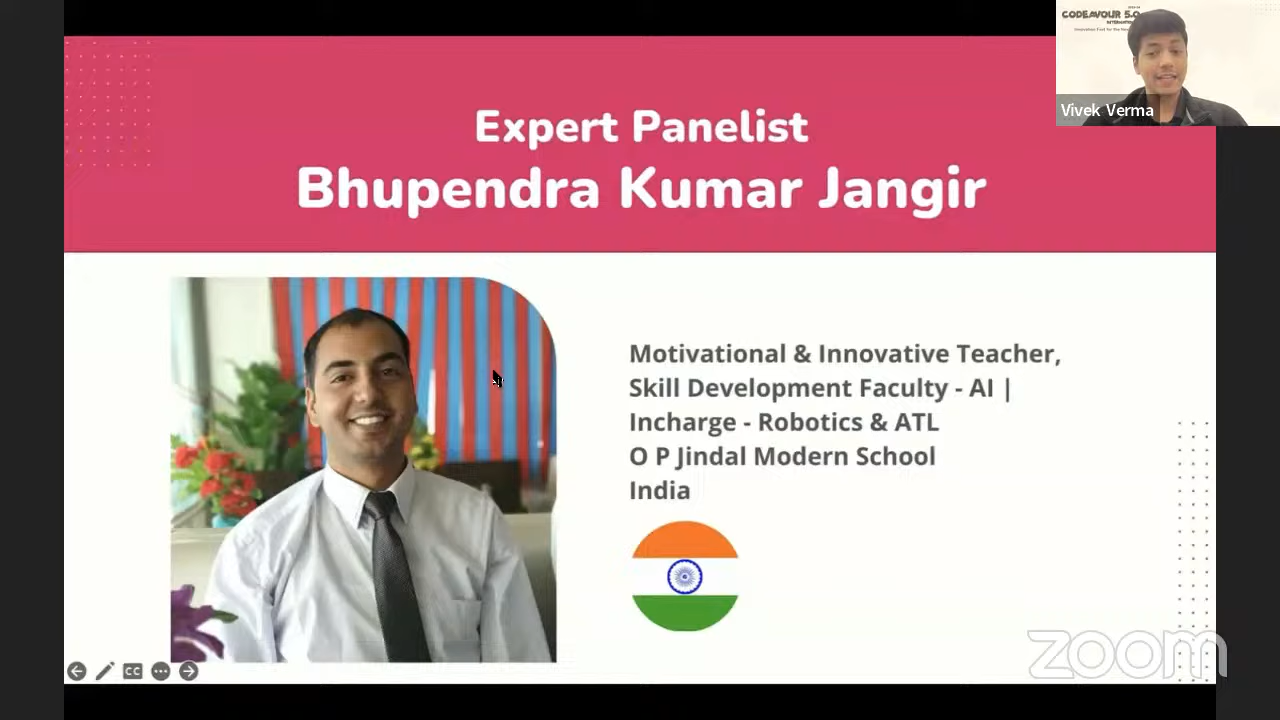 Expert Panelist
Bhupendra Kumar Jangir
Motivational & Innovative Teacher,
Skill Development Faculty - AI |
Incharge - Robotics & ATL
O P Jindal Modern School
India
CODEAVOUR 5.0
Vivek Verma
CC
zoom